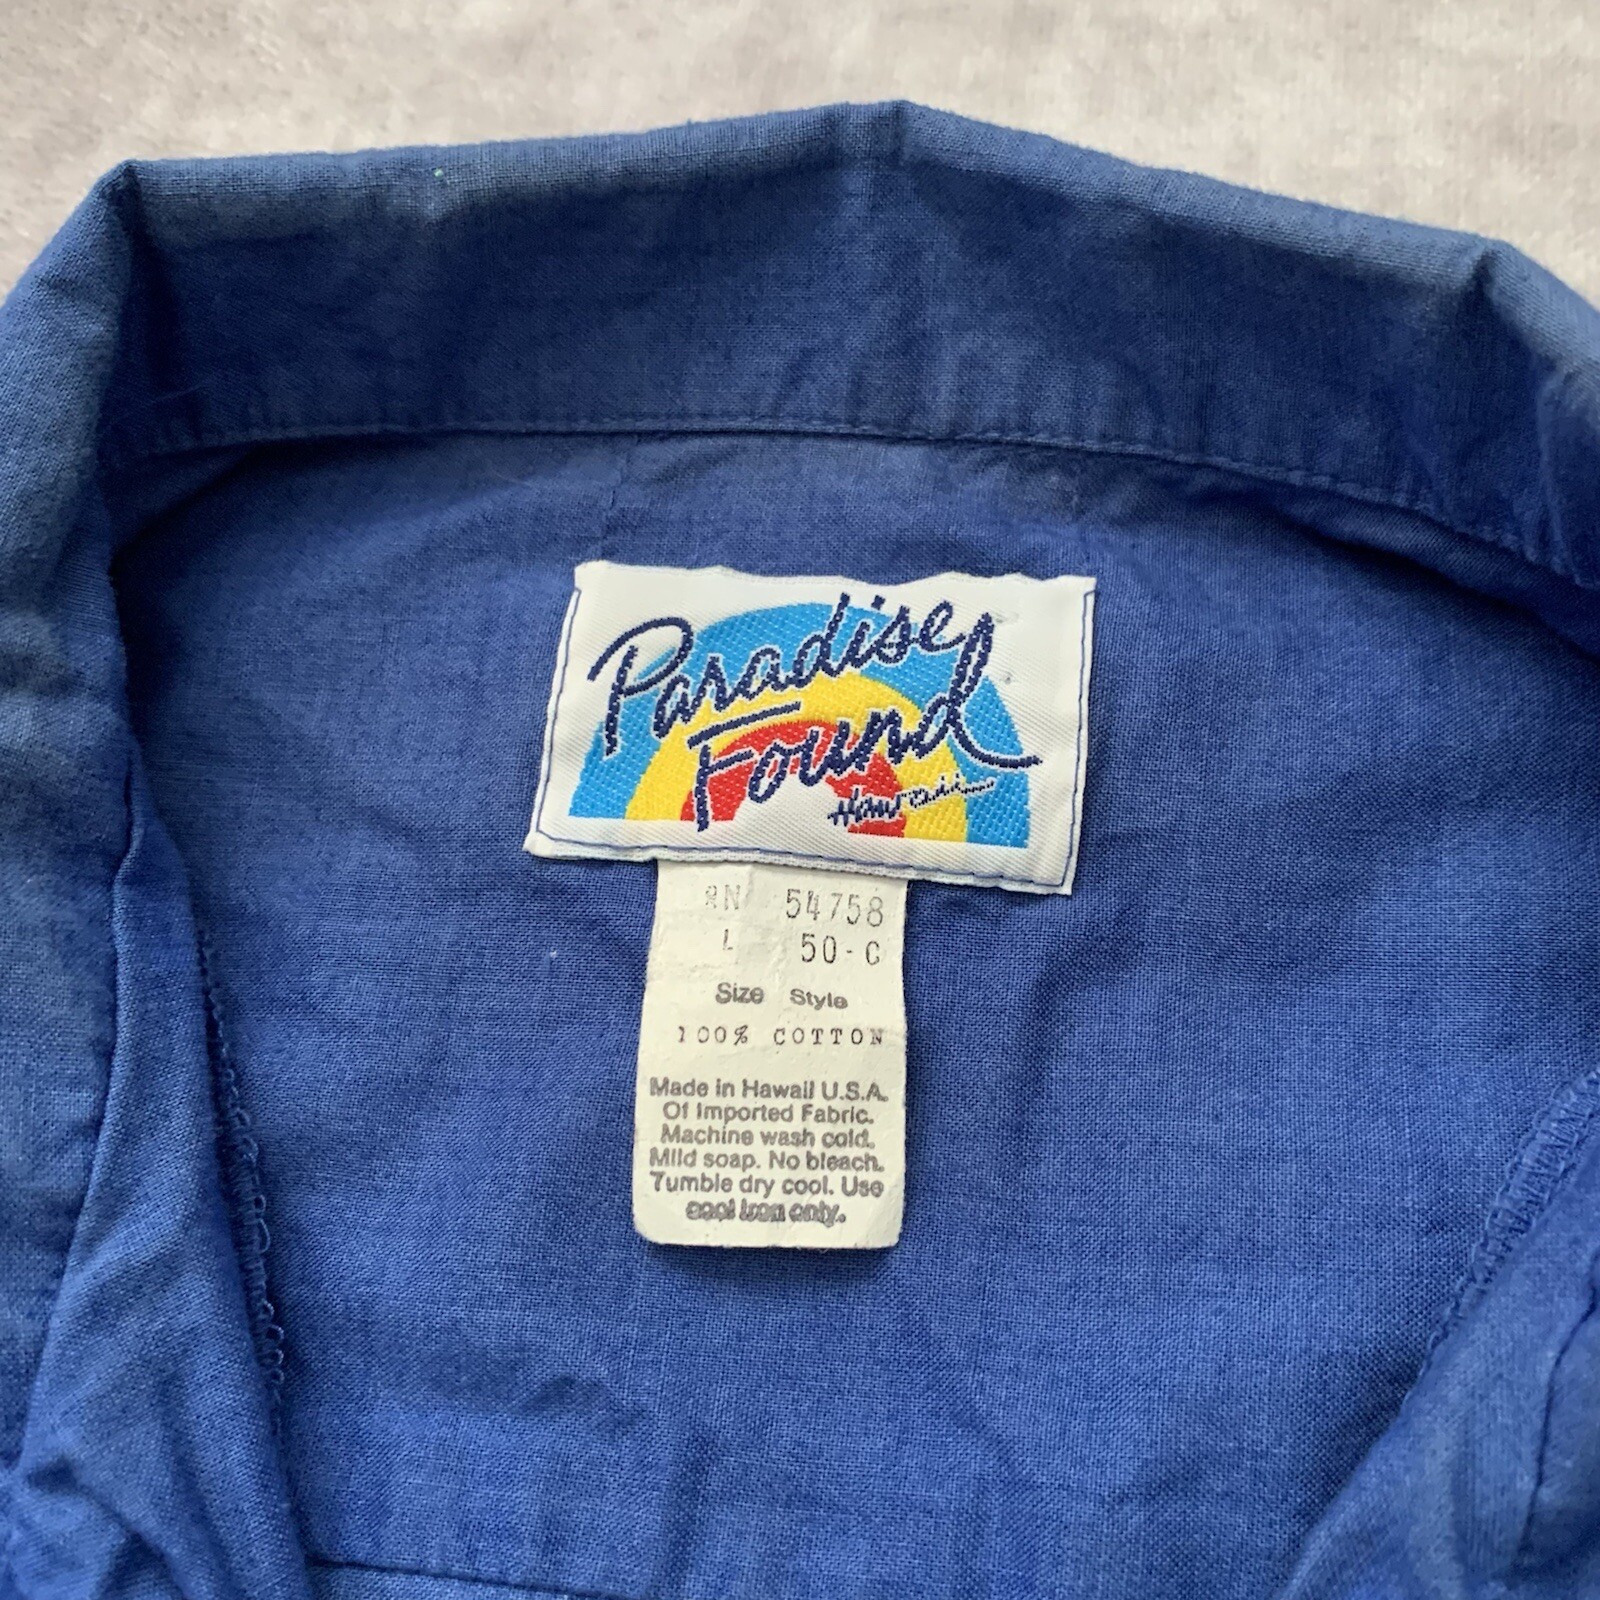 Paradise
Found
Hawaii
RN 54758
L 50-C
Size Style
100% COTTON
Made in Hawaii U.S.A.
Of Imported Fabric.
Machine wash cold.
Mild soap. No bleach.
Tumble dry cool. Use
cool iron only.